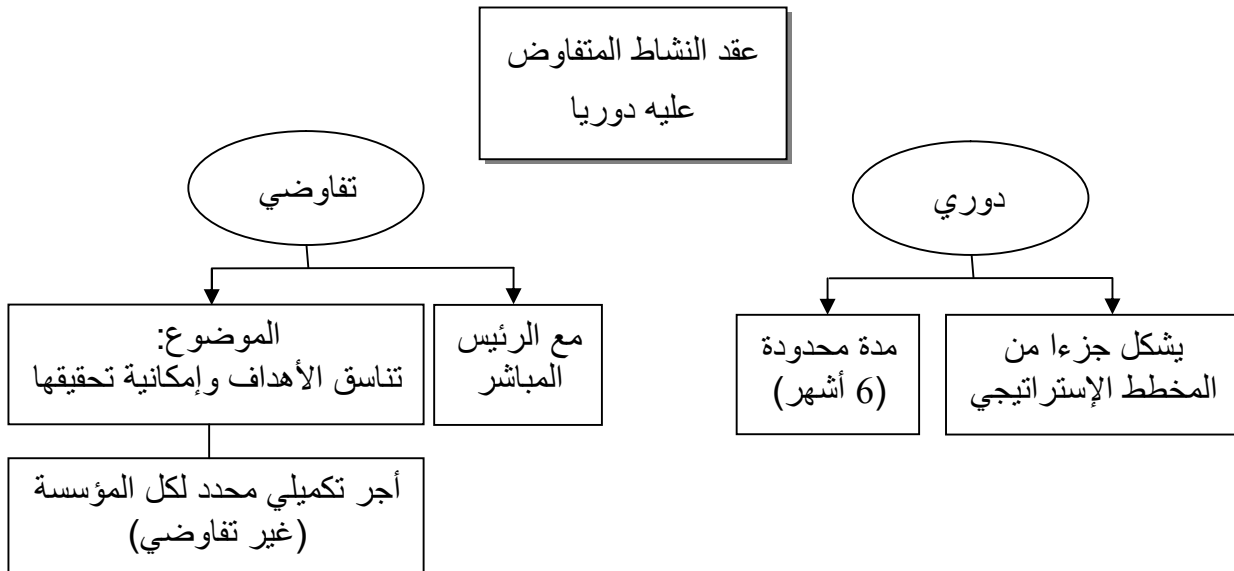 عقد النشاط المتفاوض
عليه دوريا
دوري
تفاوضي
يشكل جزءا من
المخطط الإستراتيجي
مدة محدودة
(6 أشهر)
مع الرئيس
المباشر
الموضوع:
تناسق الأهداف وإمكانية تحقيقها
أجر تكميلي محدد لكل المؤسسة
(غير تفاوضي)